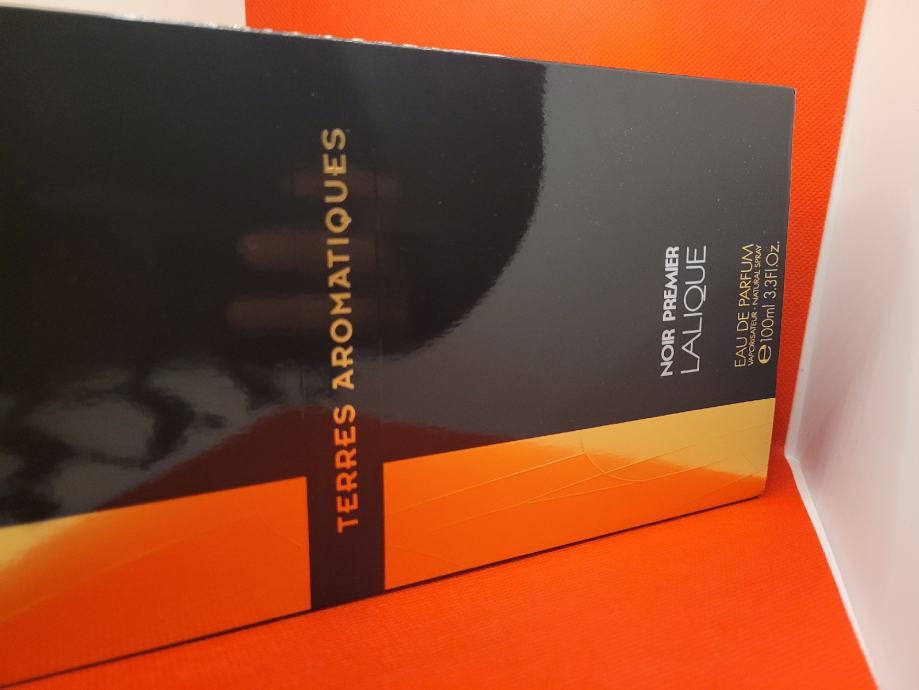 TERRES AROMATIQUES
NOIR PREMIER
LALIQUE
EAU DE PARFUM
VAPORISATEUR • NATURAL SPRAY
℮100ml 3.3Fl.Oz.